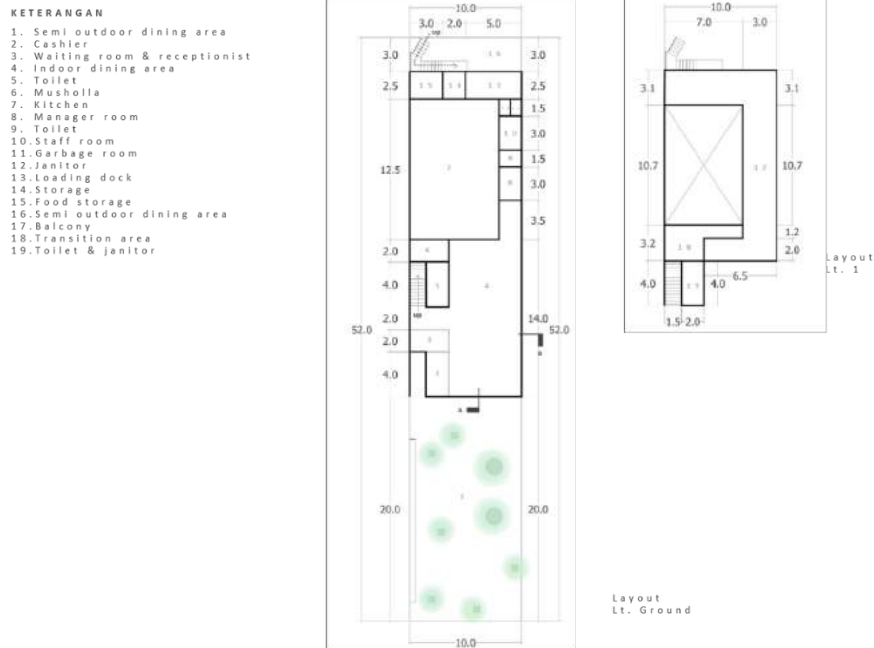 KETERANGAN
1. Semi outdoor dining area
2. Cashier
3. Waiting room & receptionist
4. Indoor dining area
5. Toilet
6. Musholla
7. Kitchen
8. Manager room
9. Toilet
10.Staff room
11.Garbage room
12.Janitor
13.Loading dock
14.Storage
15.Food storage
16.Semi outdoor dining area
17.Balcony
18.Transition area
19.Toilet & janitor
10.0
3.0 2.0 5.0
3.0 3.0
2.5
1.5
3.0
12.5 1.5
3.0
3.5
2.0
4.0
2.0 14.0
52.0 52.0
2.0
4.0
20.0 20.0
10.0
10.0
7.0 3.0
3.1 3.1
10.7 10.7
1.2
3.2 2.0
6.5
4.0 4.0
1.5 2.0
Layout
Lt. 1
Layout
Lt. Ground